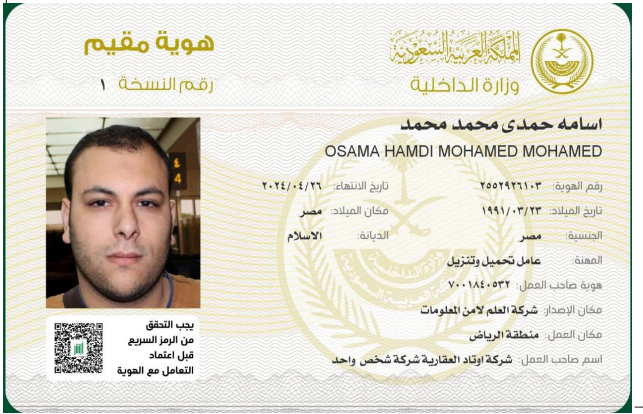 هوية مقيم
رقم النسخة ١
المملكة العربية السعودية
وزارة الداخلية
اسامه حمدى محمد محمد
OSAMA HAMDI MOHAMED MOHAMED
رقم الهوية: ٢٥٥٢٩٢٦١٠٣ تاريخ الانتهاء: ٢٠٢٤/٠٤/٢٦
تاريخ الميلاد: ١٩٩١/٠٣/٢٣ مكان الميلاد: مصر
الجنسية: مصر الديانة: الاسلام
المهنة: عامل تحميل وتنزيل
هوية صاحب العمل: ٧٠٠١٨٤٠٥٣٢
مكان الإصدار: شركة العلم لامن المعلومات
مكان العمل: منطقة الرياض
اسم صاحب العمل: شركة اوتاد العقارية شركة شخص واحد
يجب التحقق
من الرمز السريع
قبل اعتماد
التعامل مع الهوية